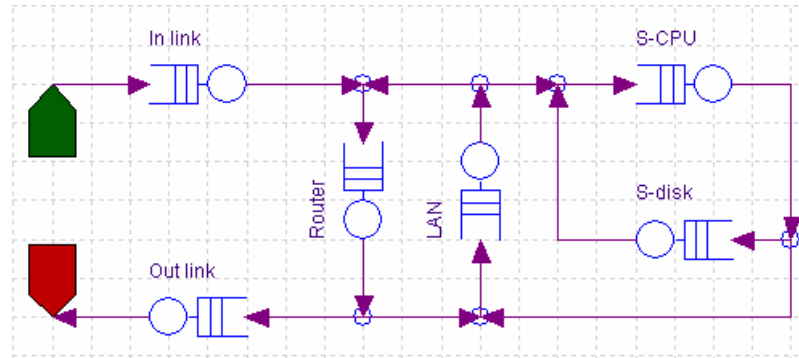 In link
S-CPU
Router
LAN
S-disk
Out link